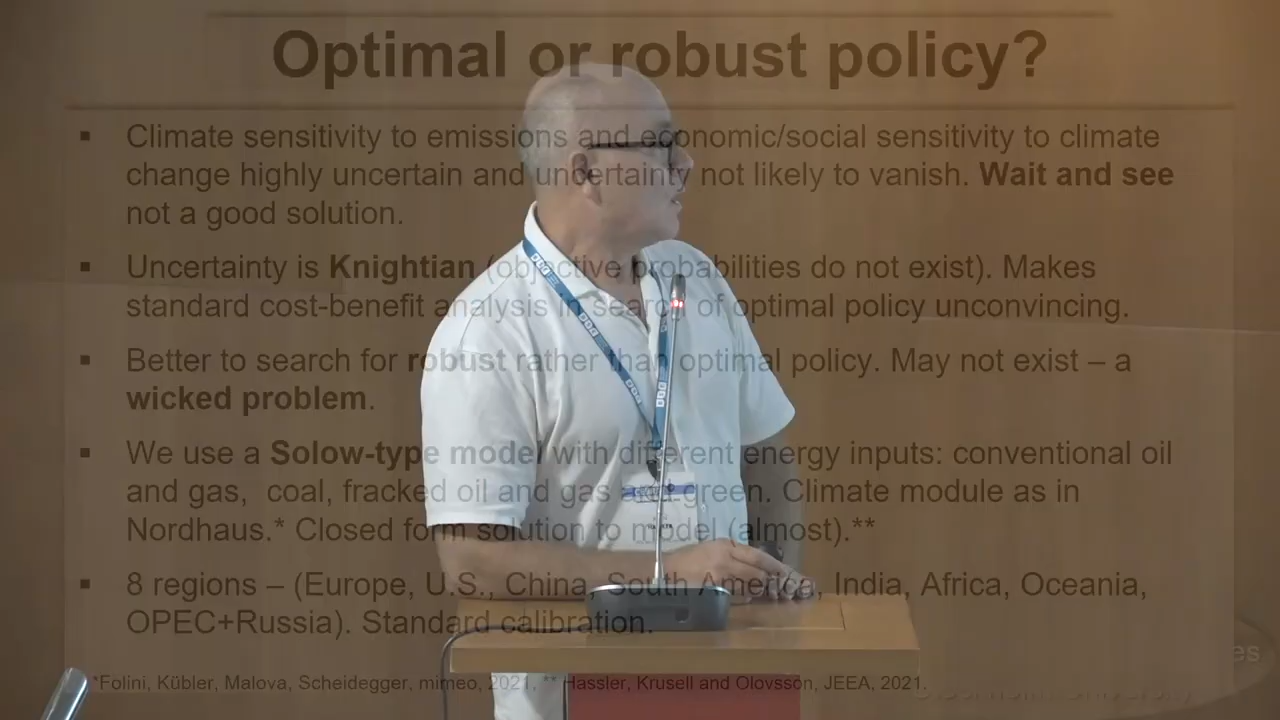 Optimal or robust policy?
▪ Climate sensitivity to emissions and economic/social sensitivity to climate
change highly uncertain and uncertainty not likely to vanish. Wait and see
not a good solution.
▪ Uncertainty is Knightian (objective probabilities do not exist). Makes
standard cost-benefit analysis in search of optimal policy unconvincing.
▪ Better to search for robust rather than optimal policy. May not exist – a
wicked problem.
▪ We use a Solow-type model with different energy inputs: conventional oil
and gas, coal, fracked oil and gas and green. Climate module as in
Nordhaus.* Closed form solution to model (almost).**
▪ 8 regions – (Europe, U.S., China, South America, India, Africa, Oceania,
OPEC+Russia). Standard calibration.
*Folini, Kübler, Malova, Scheidegger, mimeo, 2021, ** Hassler, Krusell and Olovsson, JEEA, 2021.
University